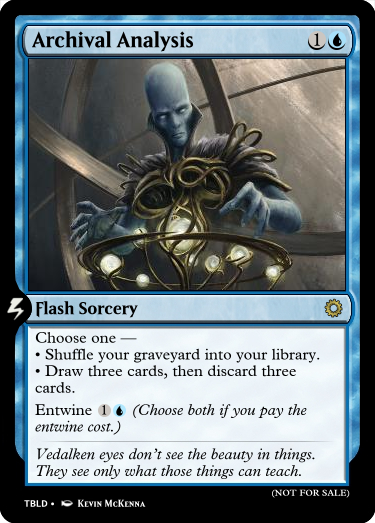 Archival Analysis 1
Flash Sorcery
Choose one —
• Shuffle your graveyard into your library.
• Draw three cards, then discard three
cards.
Entwine 1 (Choose both if you pay the
entwine cost.)
Vedalken eyes don't see the beauty in things.
They see only what those things can teach.
(NOT FOR SALE)
TBLD • Kevin McKenna